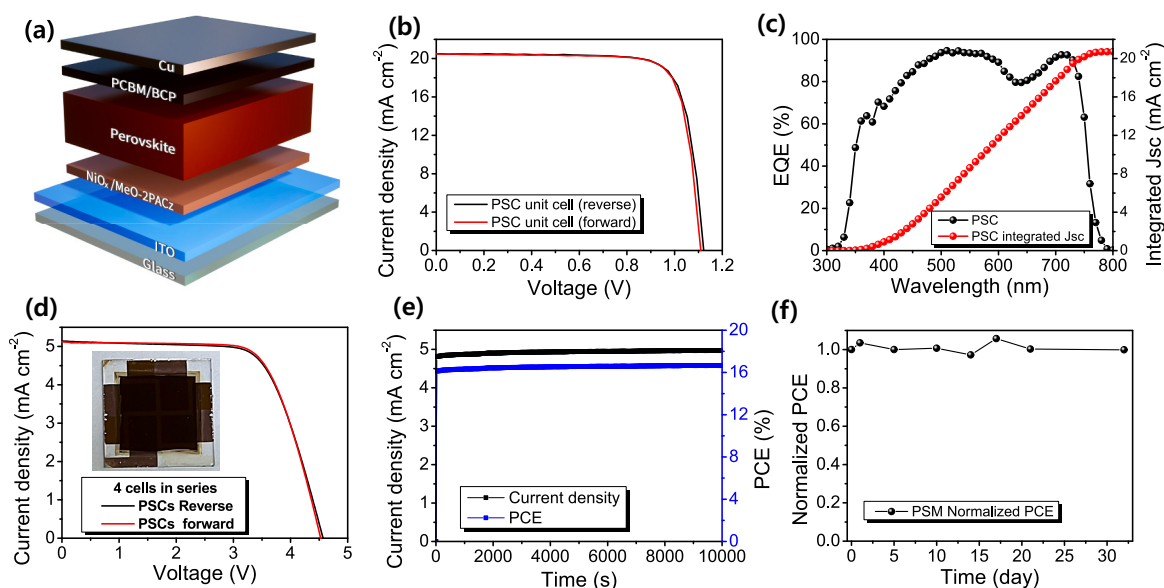 (a)
Cu
PCBM/BCP
Perovskite
NiOₓ/MeO-2PACz
ITO
Glass
(b)
Current density (mA cm⁻²)
24
20
16
12
8
4
0
PSC unit cell (reverse)
PSC unit cell (forward)
0.0 0.2 0.4 0.6 0.8 1.0 1.2
Voltage (V)
(c)
EQE (%)
100
80
60
40
20
0
PSC
PSC integrated Jsc
300 400 500 600 700 800
Wavelength (nm)
20
16
12
8
4
0
Integrated Jsc (mA cm⁻²)
(d)
Current density (mA cm⁻²)
5
4
3
2
1
0
4 cells in series
PSCs Reverse
PSCs forward
0 1 2 3 4 5
Voltage (V)
(e)
Current density (mA cm⁻²)
5
4
3
2
1
0
Current density
PCE
0 2000 4000 6000 8000 10000
Time (s)
20
16
12
8
4
0
PCE (%)
(f)
Normalized PCE
1.0
0.8
0.6
0.4
0.2
0.0
PSM Normalized PCE
0 5 10 15 20 25 30
Time (day)